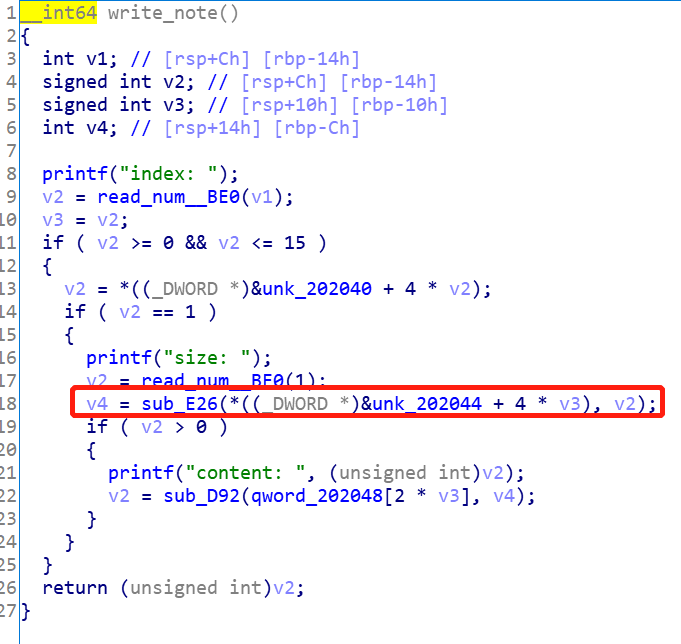 1 __int64 write_note()
2 {
3 int v1; // [rsp+Ch] [rbp-14h]
4 signed int v2; // [rsp+Ch] [rbp-14h]
5 signed int v3; // [rsp+10h] [rbp-10h]
6 int v4; // [rsp+14h] [rbp-Ch]
7
8 printf("index: ");
9 v2 = read_num__BE0(v1);
10 v3 = v2;
11 if ( v2 >= 0 && v2 <= 15 )
12 {
13 v2 = *((_DWORD *)&unk_202040 + 4 * v2);
14 if ( v2 == 1 )
15 {
16 printf("size: ");
17 v2 = read_num__BE0(1);
18 v4 = sub_E26(*((_DWORD *)&unk_202044 + 4 * v3), v2);
19 if ( v2 > 0 )
20 {
21 printf("content: ", (unsigned int)v2);
22 v2 = sub_D92(qword_202048[2 * v3], v4);
23 }
24 }
25 }
26 return (unsigned int)v2;
27 }